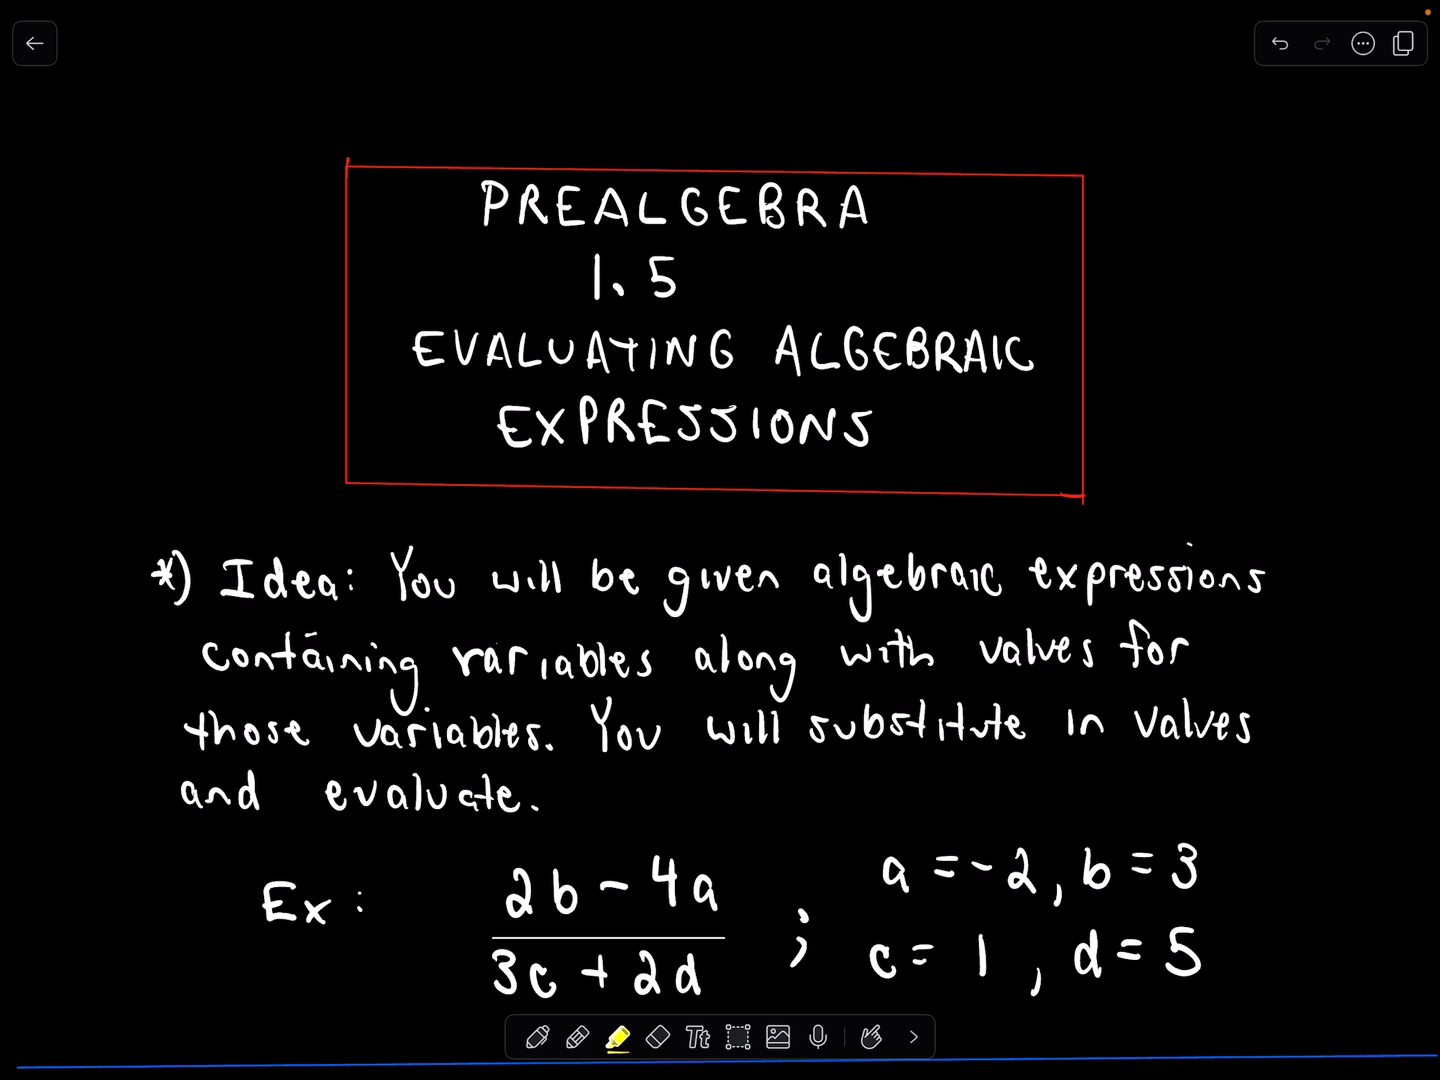 PREALGEBRA
1.5
EVALUATING ALGEBRAIC
EXPRESSIONS
*) Idea: You will be given algebraic expressions
containing variables along with values for
those variables. You will substitute in values
and evaluate.
Ex: (2b - 4a)/(3c + 2d) ; a = -2, b = 3
c = 1, d = 5
Tt